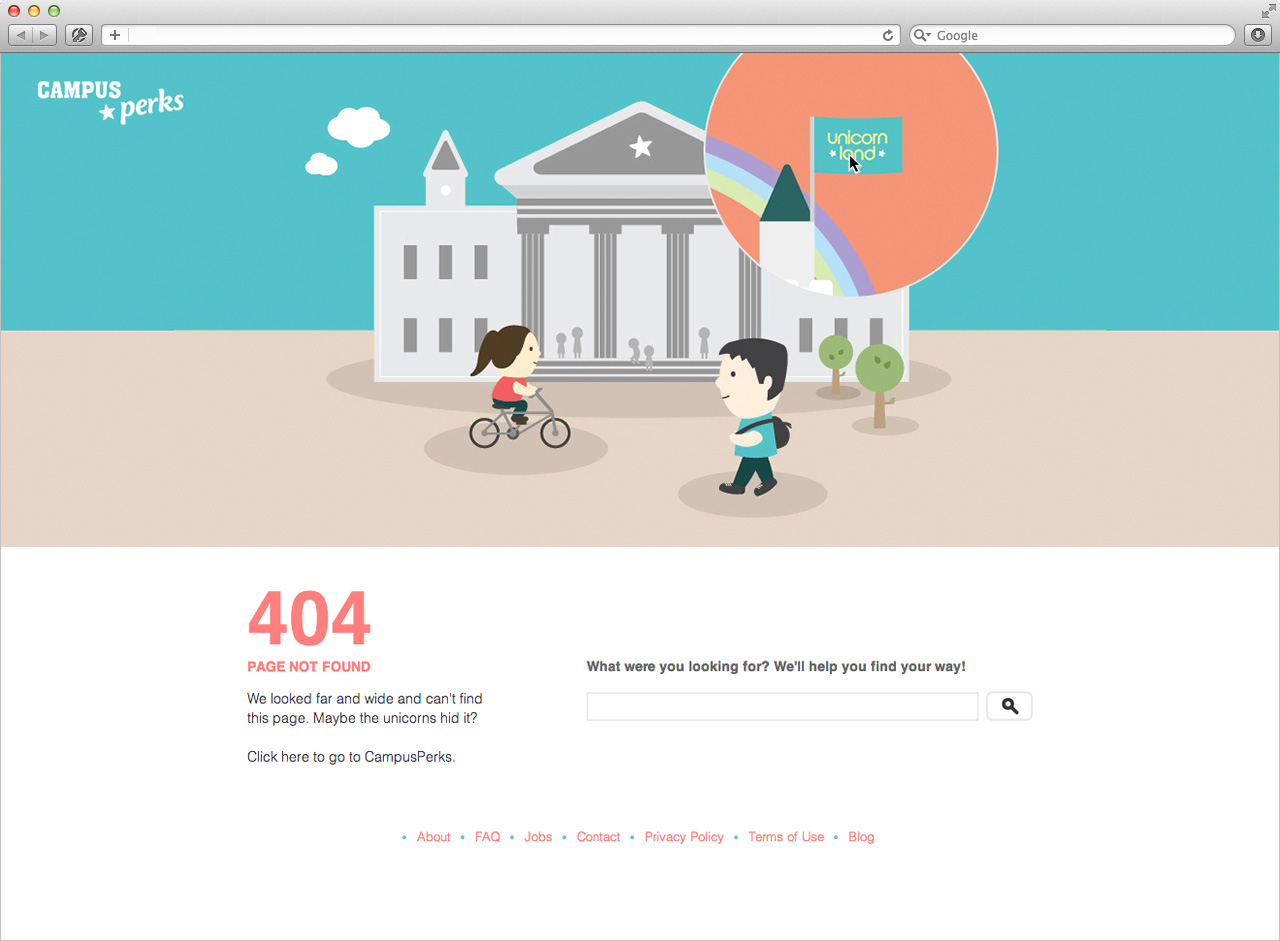 Google
CAMPUS
perks
unicorn
land
404
PAGE NOT FOUND
We looked far and wide and can't find
this page. Maybe the unicorns hid it?
Click here to go to CampusPerks.
What were you looking for? We'll help you find your way!
• About • FAQ • Jobs • Contact • Privacy Policy • Terms of Use • Blog